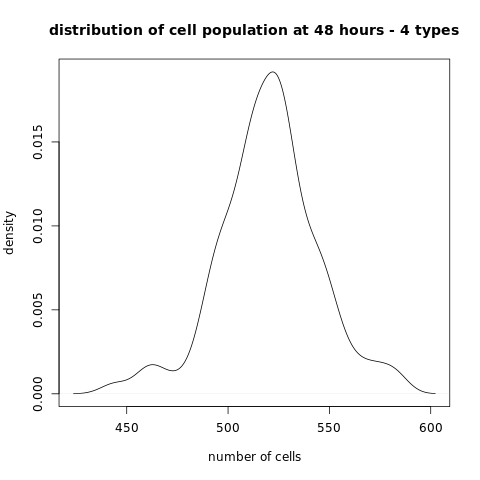 distribution of cell population at 48 hours - 4 types
density
0.015
0.010
0.005
0.000
450 500 550 600
number of cells